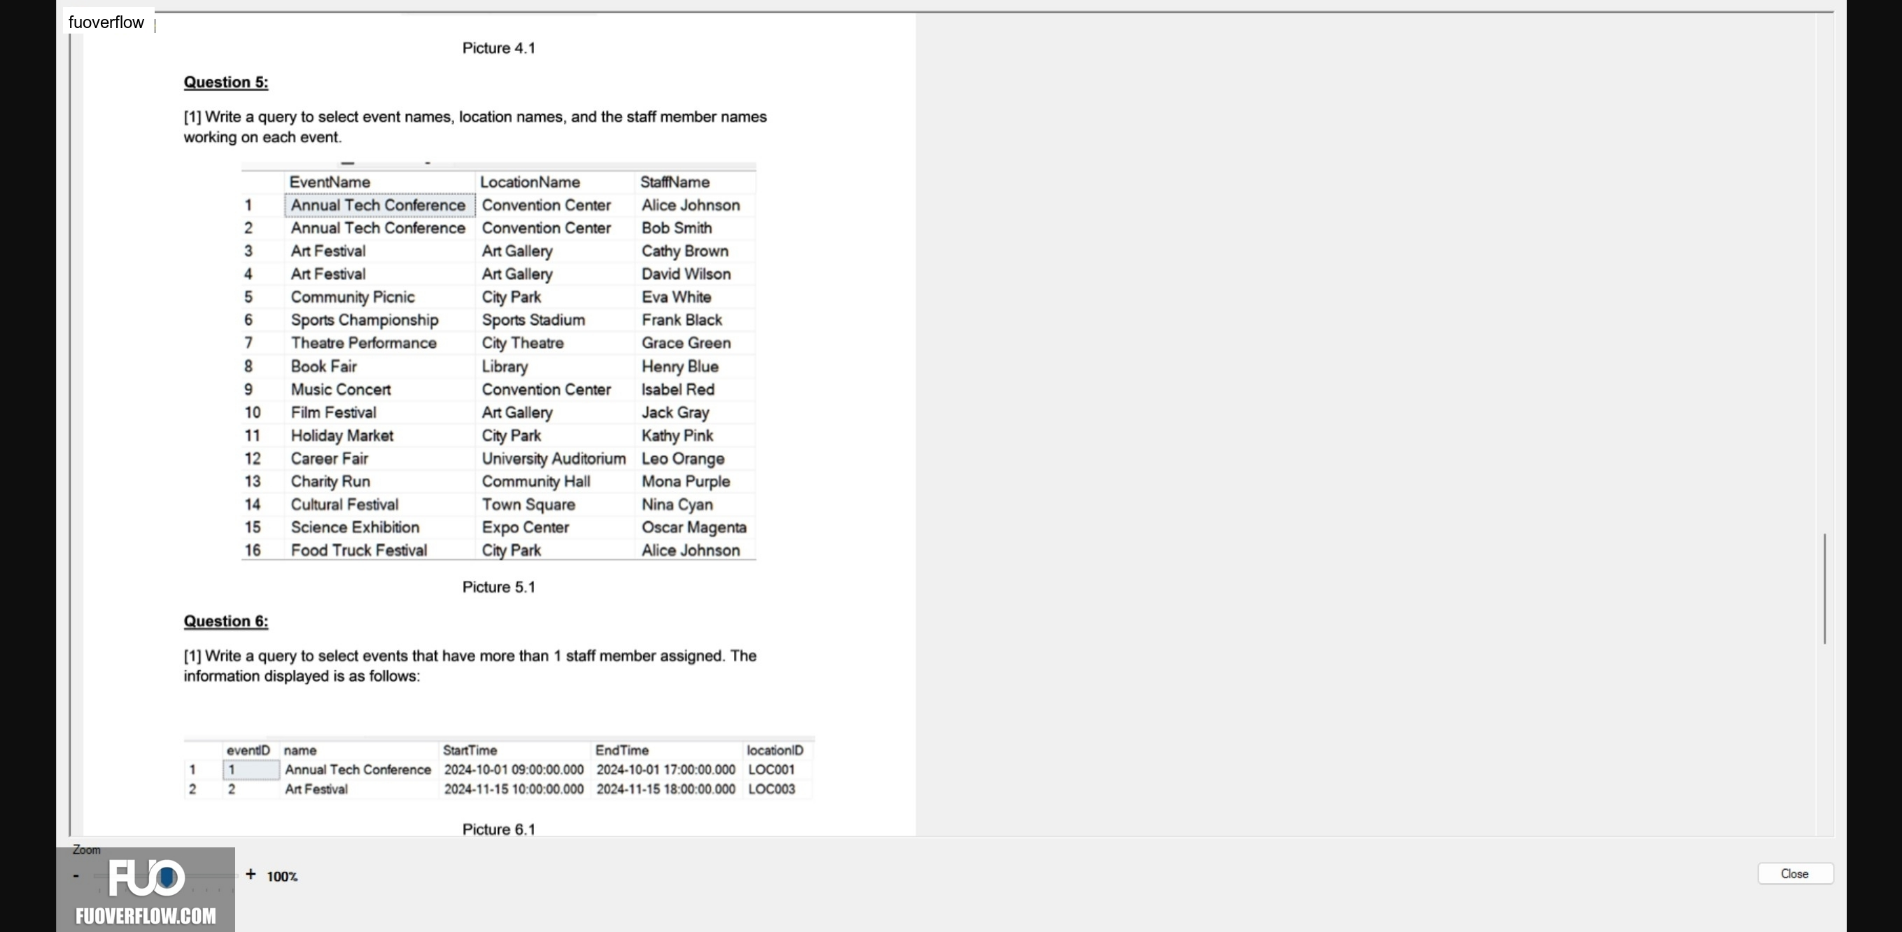 fuoverflow
Picture 4.1
Question 5:
[1] Write a query to select event names, location names, and the staff member names
working on each event.
EventName LocationName StaffName
1 Annual Tech Conference Convention Center Alice Johnson
2 Annual Tech Conference Convention Center Bob Smith
3 Art Festival Art Gallery Cathy Brown
4 Art Festival Art Gallery David Wilson
5 Community Picnic City Park Eva White
6 Sports Championship Sports Stadium Frank Black
7 Theatre Performance City Theatre Grace Green
8 Book Fair Library Henry Blue
9 Music Concert Convention Center Isabel Red
10 Film Festival Art Gallery Jack Gray
11 Holiday Market City Park Kathy Pink
12 Career Fair University Auditorium Leo Orange
13 Charity Run Community Hall Mona Purple
14 Cultural Festival Town Square Nina Cyan
15 Science Exhibition Expo Center Oscar Magenta
16 Food Truck Festival City Park Alice Johnson
Picture 5.1
Question 6:
[1] Write a query to select events that have more than 1 staff member assigned. The
information displayed is as follows:
eventID name StartTime EndTime locationID
1 1 Annual Tech Conference 2024-10-01 09:00:00.000 2024-10-01 17:00:00.000 LOC001
2 2 Art Festival 2024-11-15 10:00:00.000 2024-11-15 18:00:00.000 LOC003
Picture 6.1
Zoom
- + 100%
Close
FUO
FUOVERFLOW.COM